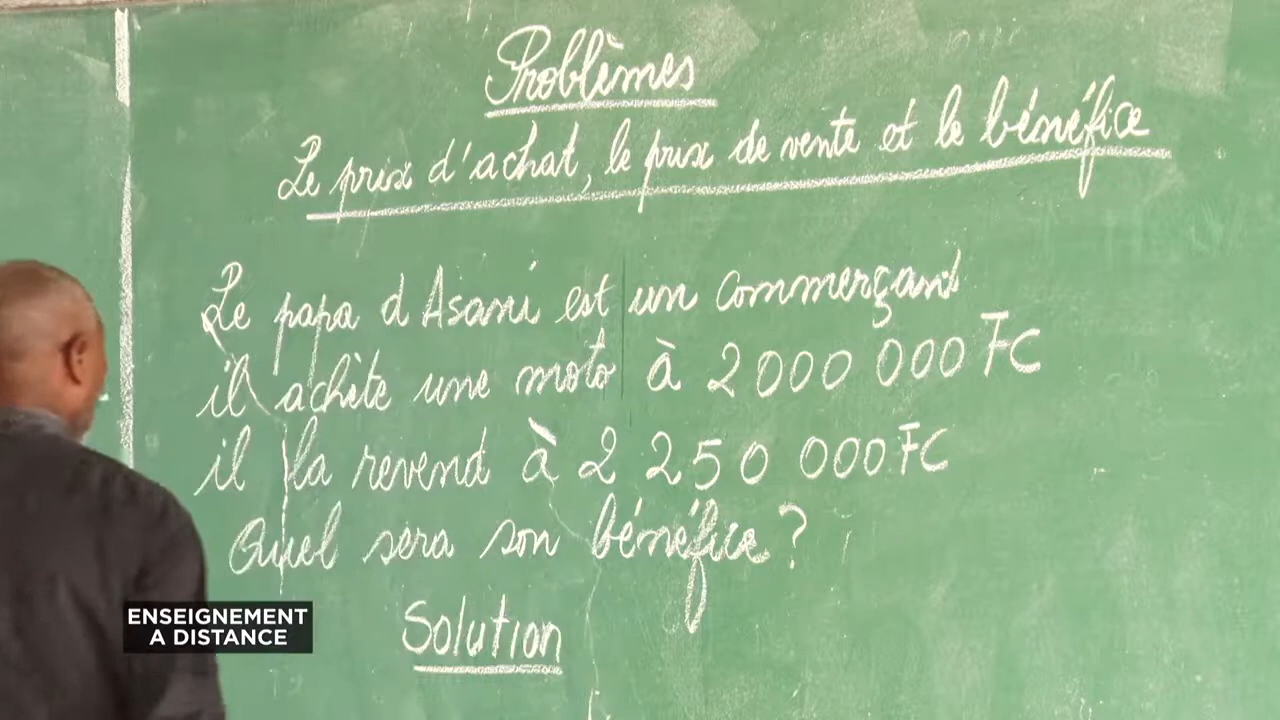 Problèmes
Le prix d'achat, le prix de vente et le bénéfice
Le papa d Asani est un commerçant
il achète une moto à 2 000 000 FC
il la revend à 2 250 000 FC
Quel sera son bénéfice ?
Solution
ENSEIGNEMENT
A DISTANCE